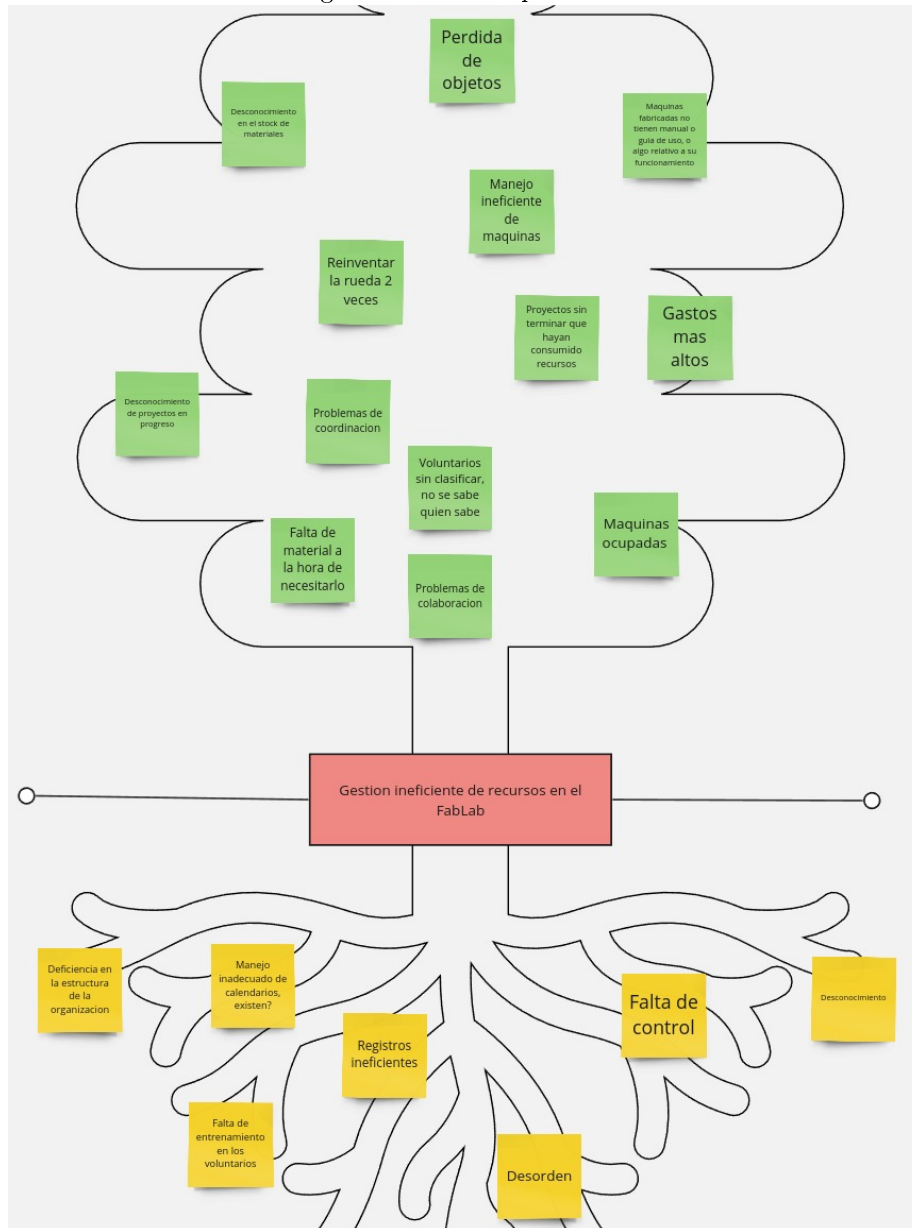 Perdida
de
objetos
Desconocimiento
en el stock de
materiales
Maquinas
fabricadas no
tienen manual o
guia de uso, o
algo relativo a su
funcionamiento
Manejo
ineficiente
de
maquinas
Reinventar
la rueda 2
veces
Proyectos sin
terminar que
hayan
consumido
recursos
Gastos
mas
altos
Desconocimiento
de proyectos en
progreso
Problemas de
coordinacion
Voluntarios
sin clasificar,
no se sabe
quien sabe
Maquinas
ocupadas
Falta de
material a
la hora de
necesitarlo
Problemas de
colaboracion
Gestion ineficiente de recursos en el
FabLab
Deficiencia en
la estructura
de la
organizacion
Manejo
inadecuado de
calendarios,
existen?
Falta de
control
Desconocimiento
Registros
ineficientes
Falta de
entrenamiento
en los
voluntarios
Desorden